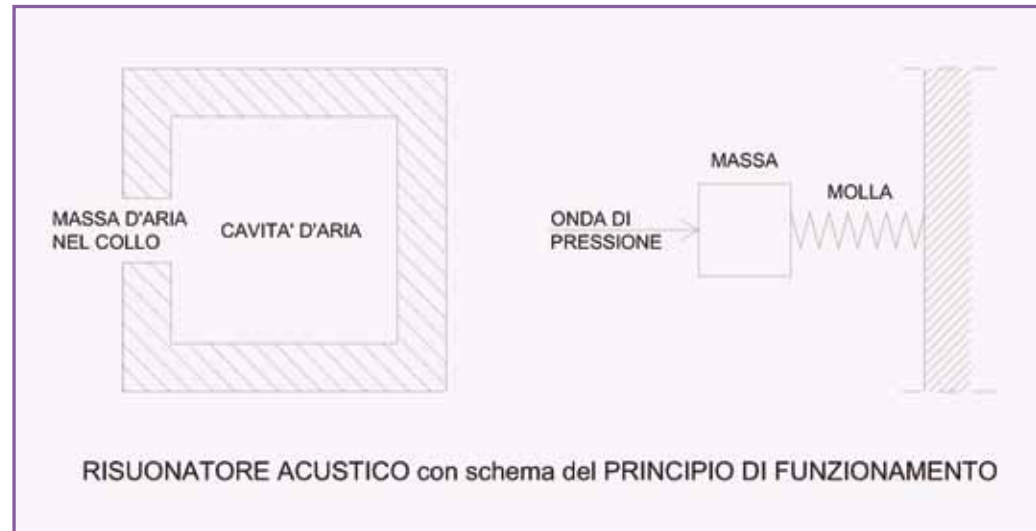 MASSA D'ARIA
NEL COLLO
CAVITA' D'ARIA
MASSA
MOLLA
ONDA DI
PRESSIONE
RISUONATORE ACUSTICO con schema del PRINCIPIO DI FUNZIONAMENTO